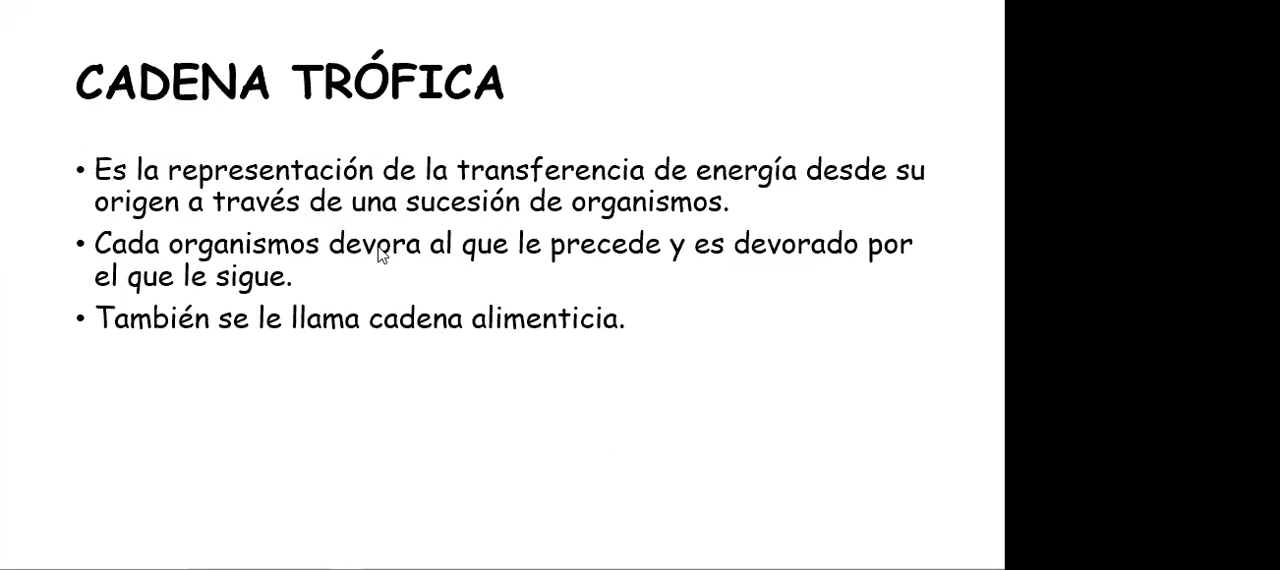 CADENA TRÓFICA
• Es la representación de la transferencia de energía desde su
origen a través de una sucesión de organismos.
• Cada organismos devora al que le precede y es devorado por
el que le sigue.
• También se le llama cadena alimenticia.